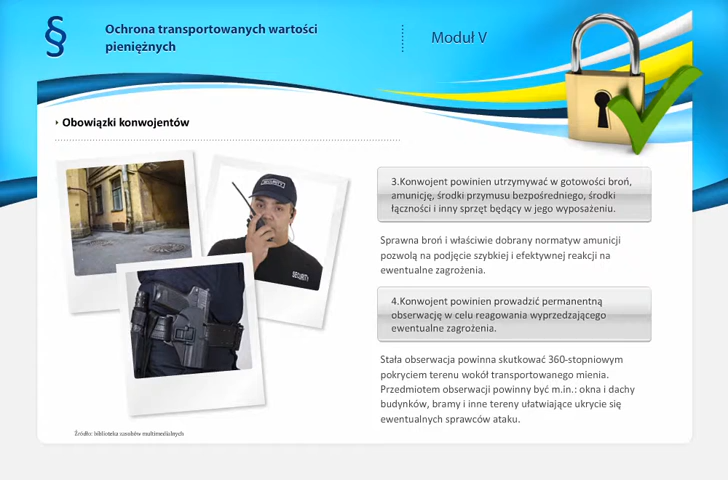 §
Ochrona transportowanych wartości
pieniężnych
Moduł V
Obowiązki konwojentów
SECURITY
SECURITY
3.Konwojent powinien utrzymywać w gotowości broń,
amunicję, środki przymusu bezpośredniego, środki
łączności i inny sprzęt będący w jego wyposażeniu.
Sprawna broń i właściwie dobrany normatyw amunicji
pozwolą na podjęcie szybkiej i efektywnej reakcji na
ewentualne zagrożenia.
4.Konwojent powinien prowadzić permanentną
obserwację w celu reagowania wyprzedzającego
ewentualne zagrożenia.
Stała obserwacja powinna skutkować 360-stopniowym
pokryciem terenu wokół transportowanego mienia.
Przedmiotem obserwacji powinny być m.in.: okna i dachy
budynków, bramy i inne tereny ułatwiające ukrycie się
ewentualnych sprawców ataku.
Źródło: biblioteka zasobów multimedialnych